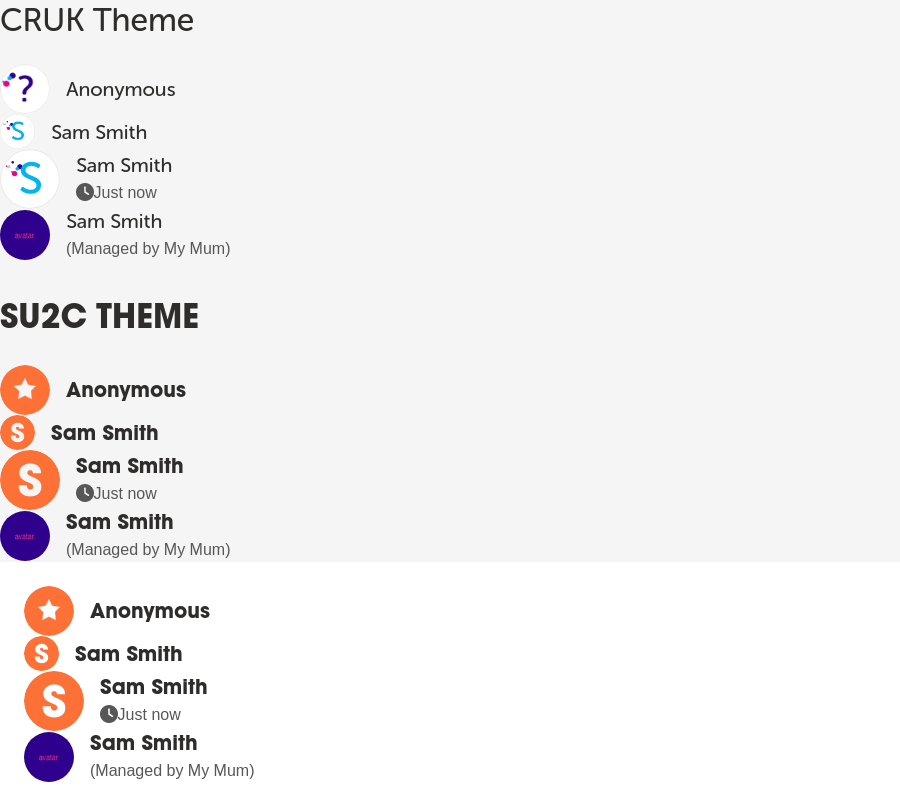 CRUK Theme
? Anonymous
S Sam Smith
S Sam Smith
Just now
avatar Sam Smith
(Managed by My Mum)
SU2C THEME
Anonymous
S Sam Smith
S Sam Smith
Just now
avatar Sam Smith
(Managed by My Mum)
Anonymous
S Sam Smith
S Sam Smith
Just now
avatar Sam Smith
(Managed by My Mum)